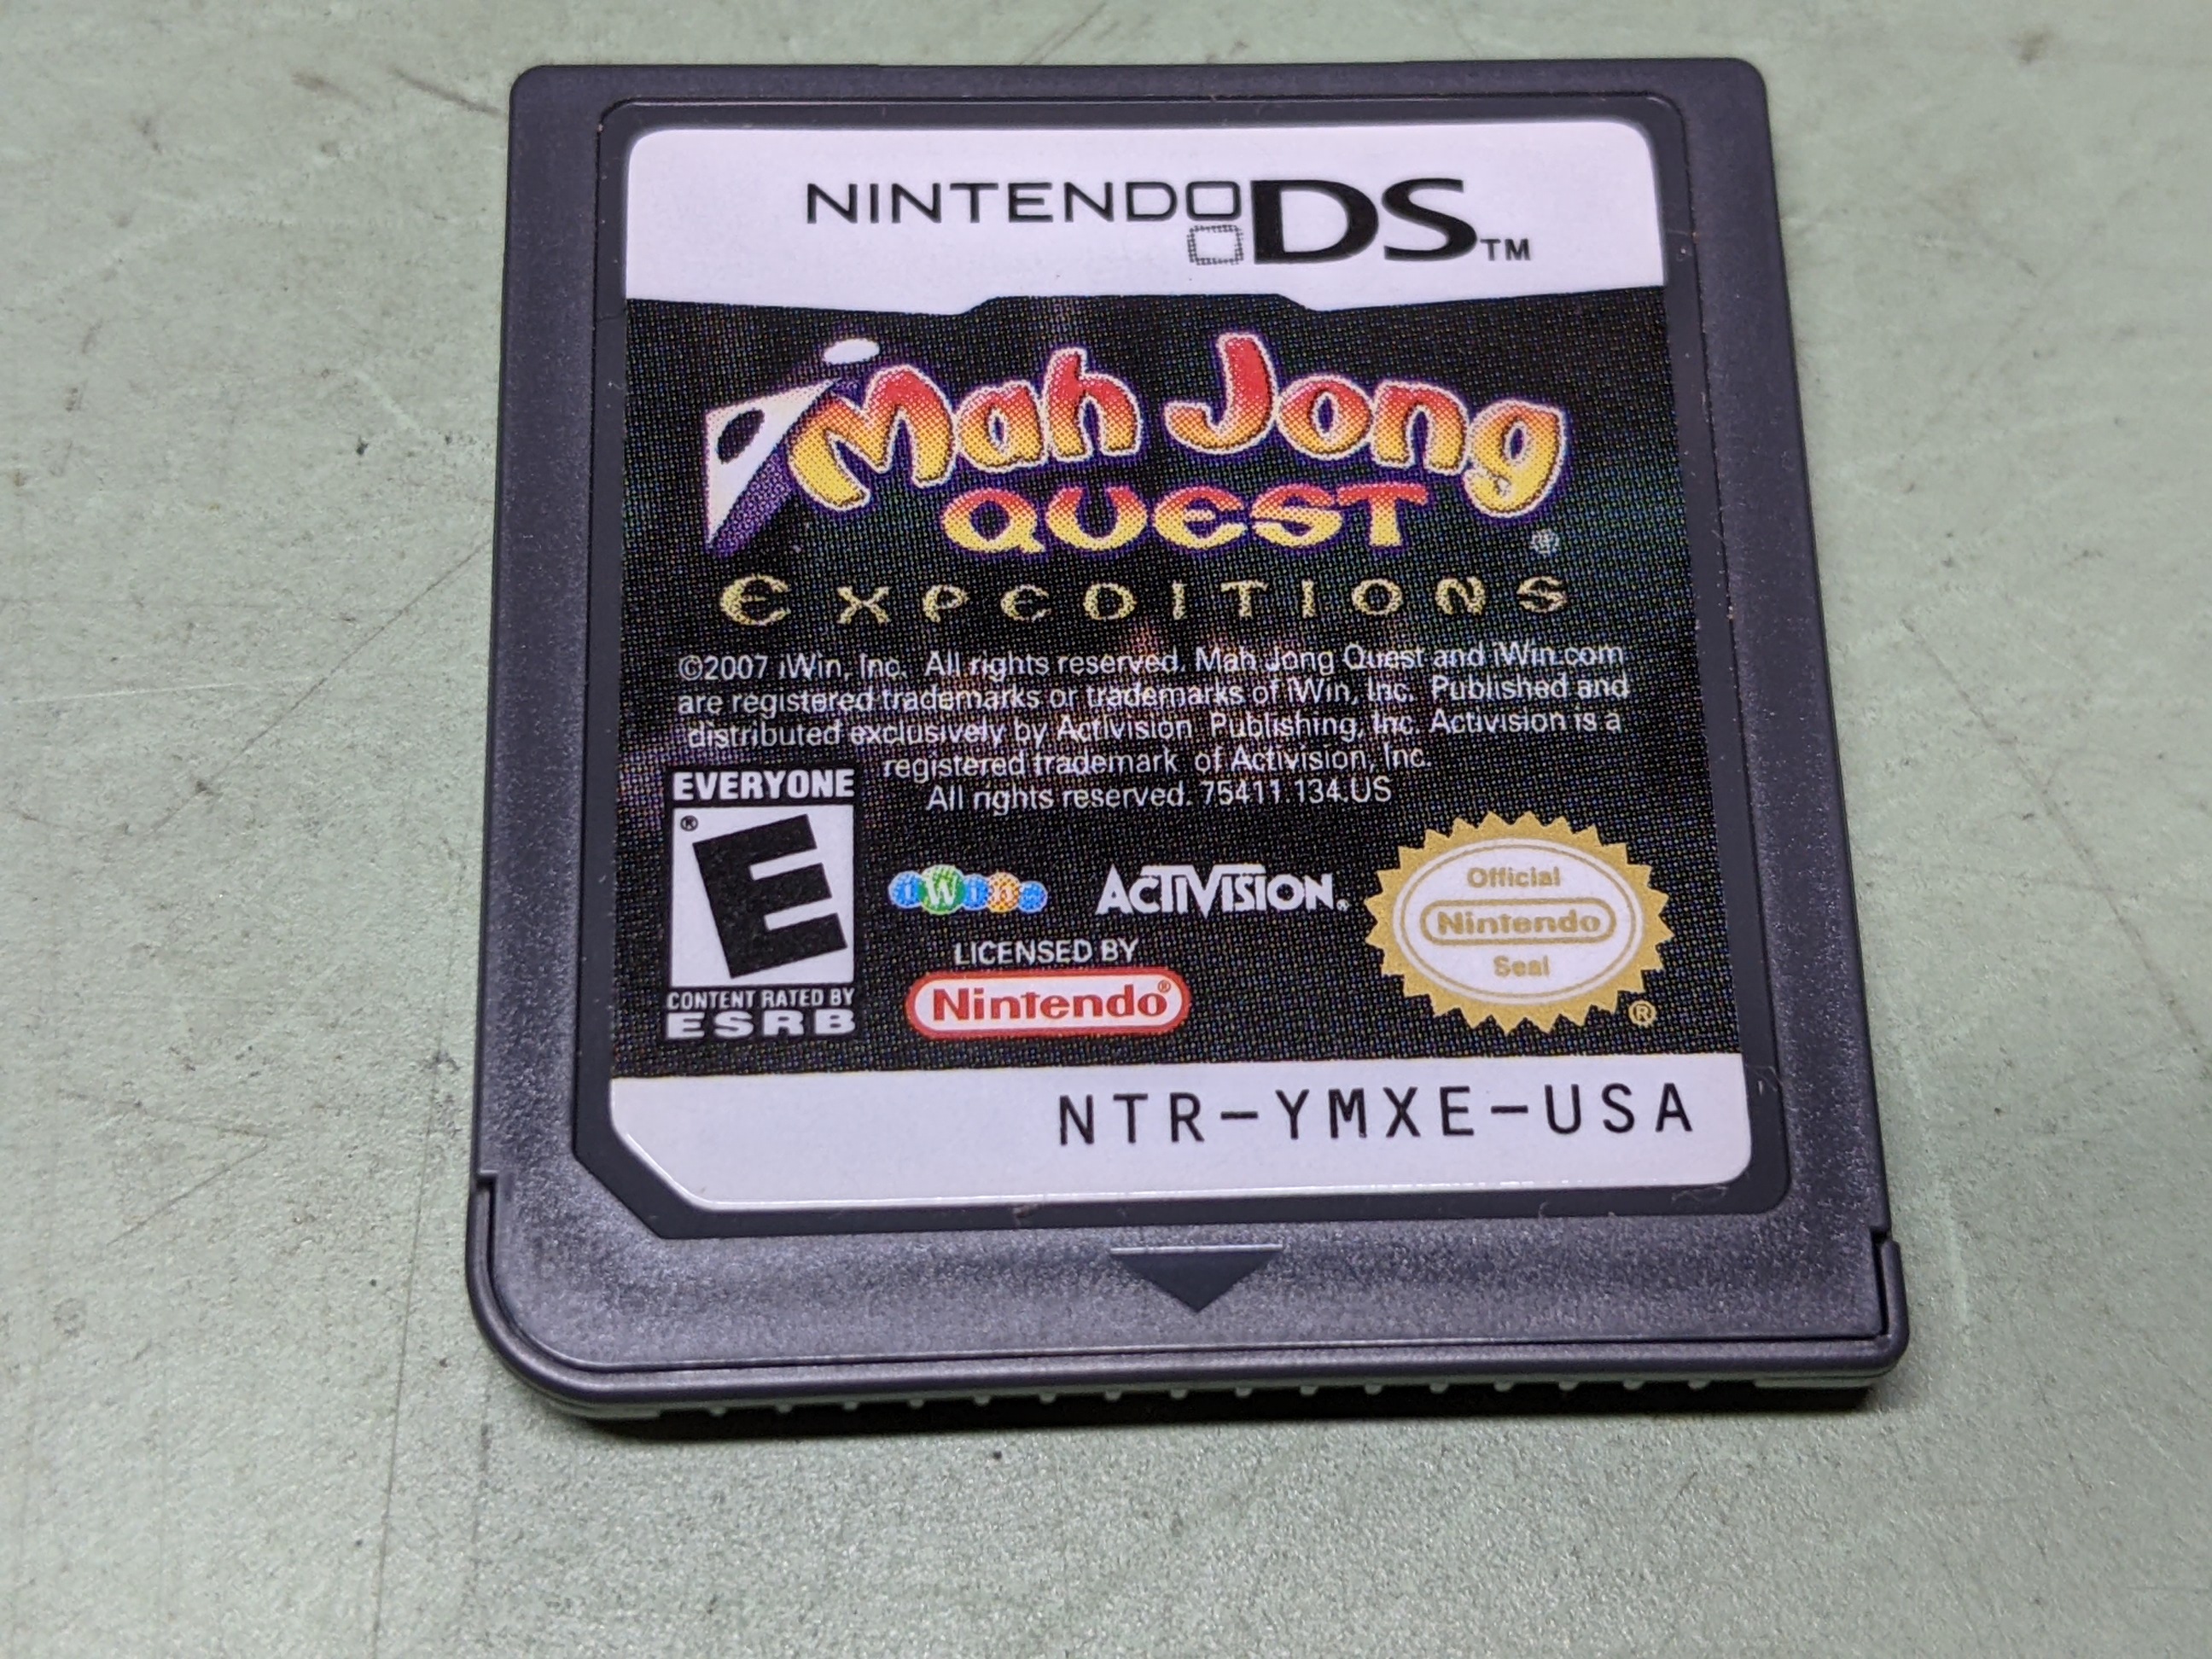 NINTENDO DS™
Mah Jong
QUEST ®
EXPEDITIONS
©2007 iWin, Inc. All rights reserved. Mah Jong Quest and iWin.com
are registered trademarks or trademarks of iWin, Inc. Published and
distributed exclusively by Activision Publishing, Inc. Activision is a
registered trademark of Activision, Inc.
All rights reserved. 75411.134.US
EVERYONE
®
E
CONTENT RATED BY
ESRB
iWin
ACTIVISION®
LICENSED BY
Nintendo®
Official
Nintendo
Seal
®
NTR-YMXE-USA